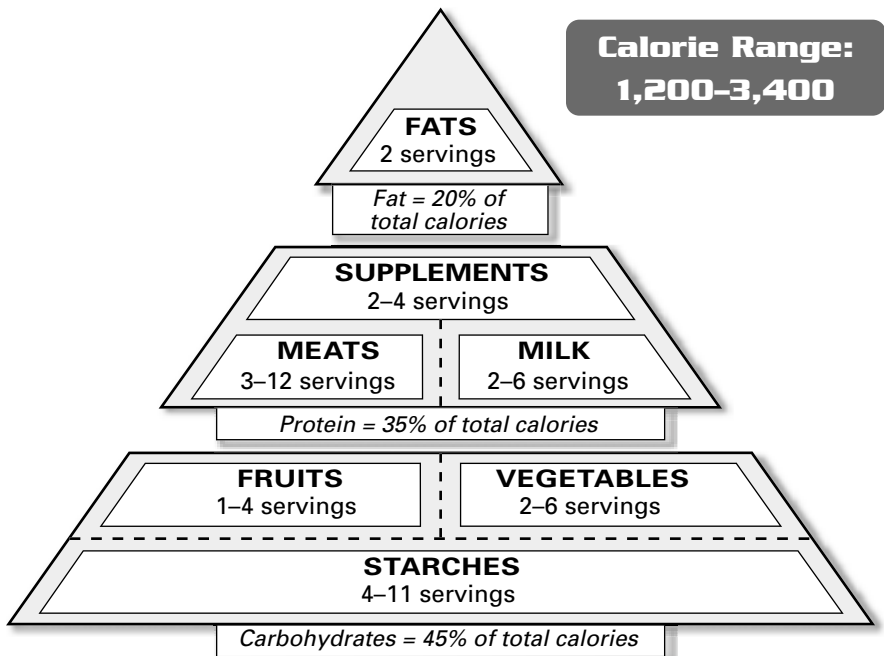 Calorie Range:
1,200–3,400
FATS
2 servings
Fat = 20% of
total calories
SUPPLEMENTS
2–4 servings
MEATS
3–12 servings
MILK
2–6 servings
Protein = 35% of total calories
FRUITS
1–4 servings
VEGETABLES
2–6 servings
STARCHES
4–11 servings
Carbohydrates = 45% of total calories